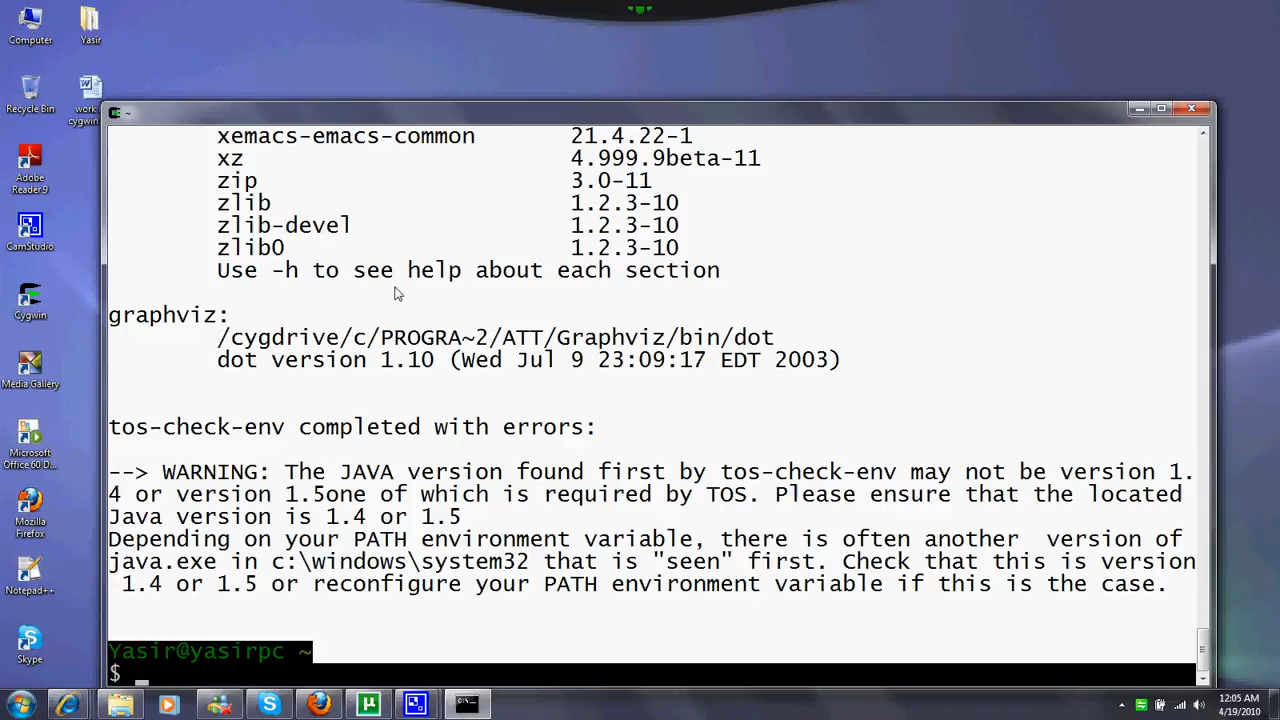 Computer
Yasir
Recycle Bin
work
cygwin
Adobe
Reader9
CamStudio
Cygwin
Media Gallery
Microsoft
Office 60 D...
Mozilla
Firefox
Notepad++
Skype
~
xemacs-emacs-common 21.4.22-1
xz 4.999.9beta-11
zip 3.0-11
zlib 1.2.3-10
zlib-devel 1.2.3-10
zlib0 1.2.3-10
Use -h to see help about each section
graphviz:
/cygdrive/c/PROGRA~2/ATT/Graphviz/bin/dot
dot version 1.10 (Wed Jul 9 23:09:17 EDT 2003)
tos-check-env completed with errors:
--> WARNING: The JAVA version found first by tos-check-env may not be version 1.
4 or version 1.5one of which is required by TOS. Please ensure that the located
Java version is 1.4 or 1.5
Depending on your PATH environment variable, there is often another  version of
java.exe in c:\windows\system32 that is "seen" first. Check that this is version
1.4 or 1.5 or reconfigure your PATH environment variable if this is the case.
Yasir@yasirpc ~
$
12:05 AM
4/19/2010